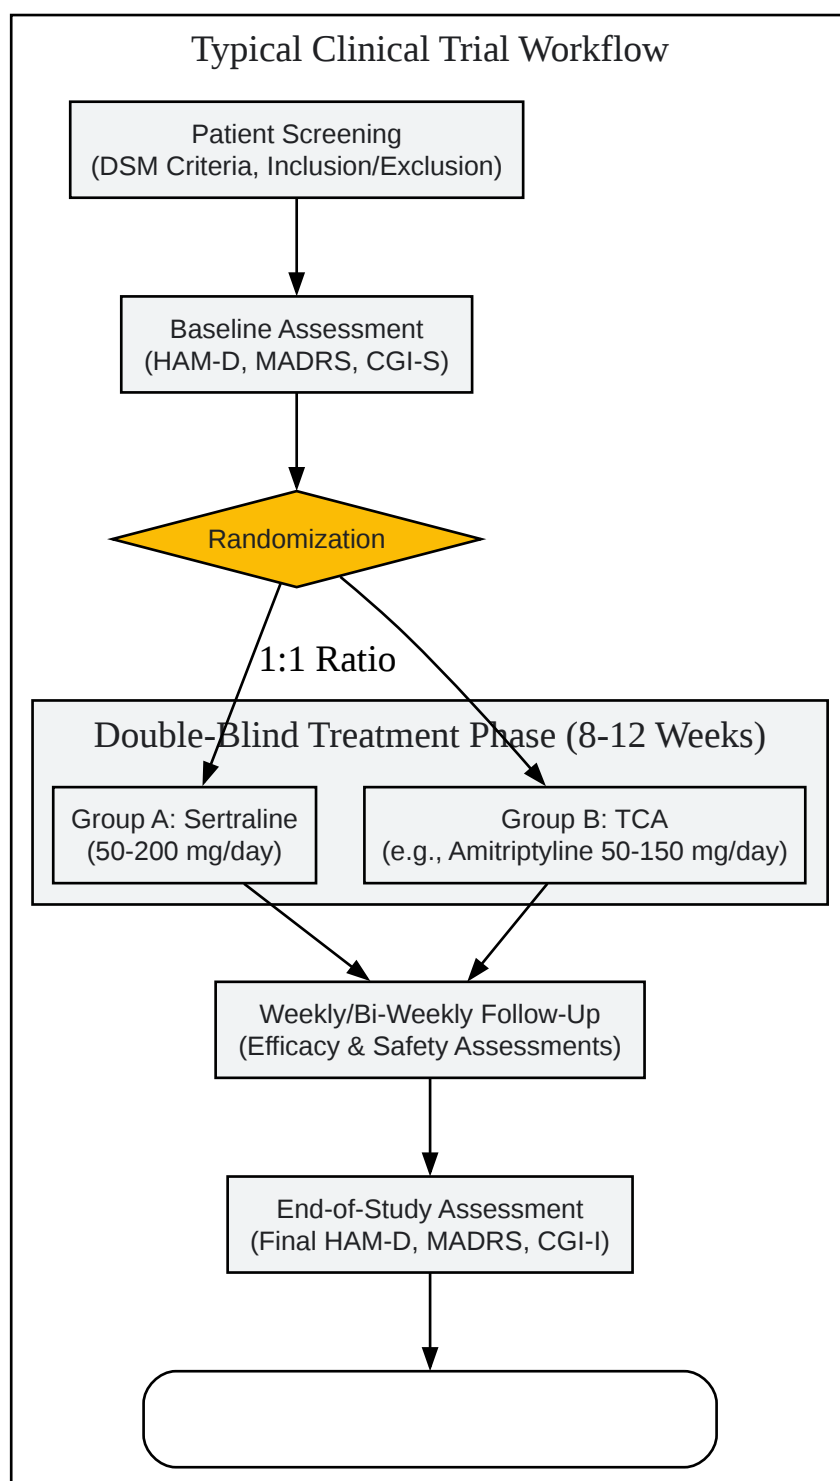 Typical Clinical Trial Workflow
Patient Screening
(DSM Criteria, Inclusion/Exclusion)
Baseline Assessment
(HAM-D, MADRS, CGI-S)
Randomization
1:1 Ratio
Double-Blind Treatment Phase (8-12 Weeks)
Group A: Sertraline
(50-200 mg/day)
Group B: TCA
(e.g., Amitriptyline 50-150 mg/day)
Weekly/Bi-Weekly Follow-Up
(Efficacy & Safety Assessments)
End-of-Study Assessment
(Final HAM-D, MADRS, CGI-I)